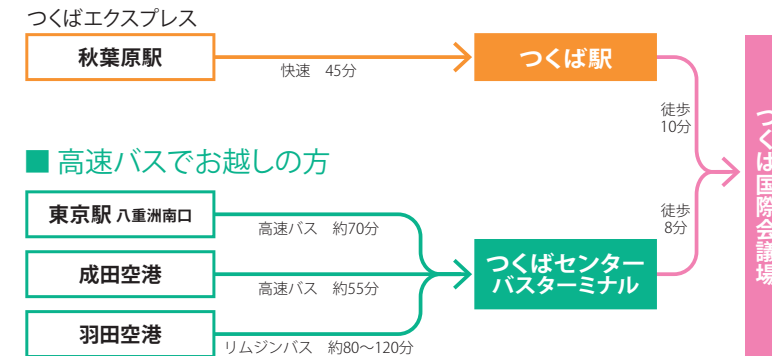 つくばエクスプレス
秋葉原駅
快速 45分
つくば駅
徒歩
10分
■ 高速バスでお越しの方
東京駅 八重洲南口
高速バス 約70分
成田空港
高速バス 約55分
羽田空港
リムジンバス 約80〜120分
つくばセンター
バスターミナル
徒歩
8分
つくば国際会議場